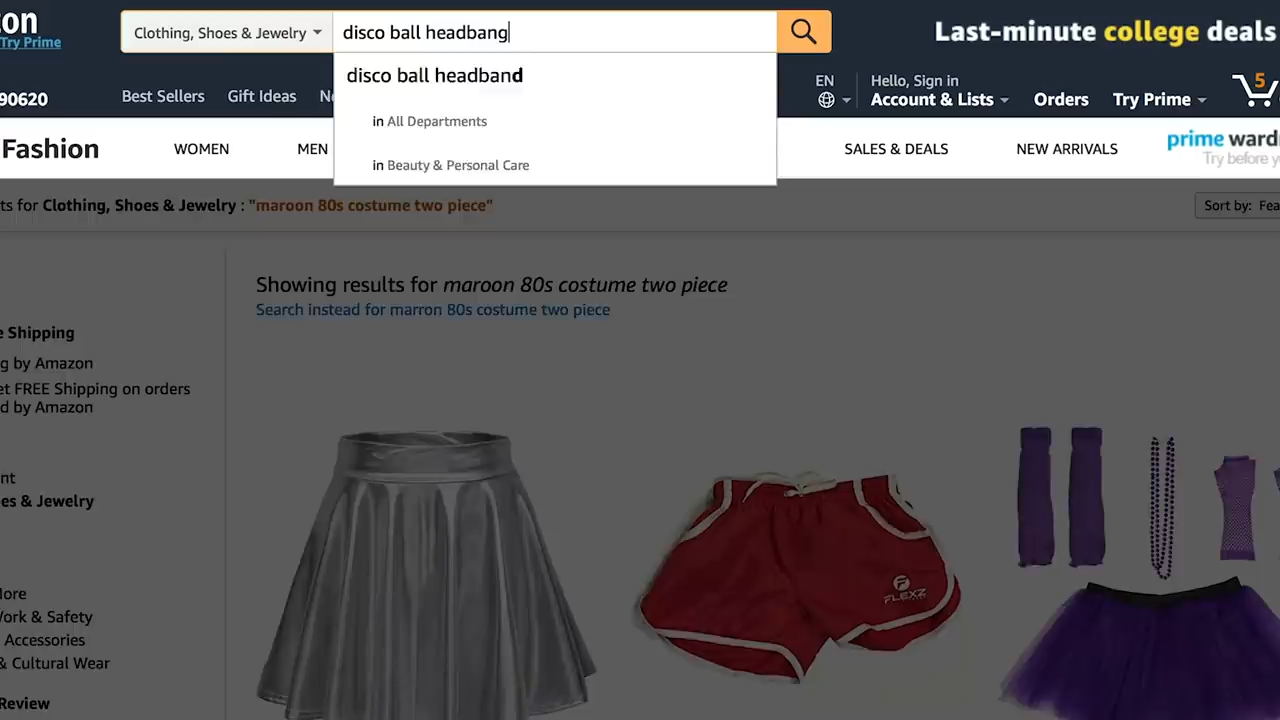 zon
Try Prime
Clothing, Shoes & Jewelry
disco ball headbang
Last-minute college deals
disco ball headband
in All Departments
in Beauty & Personal Care
90620
Best Sellers
Gift Ideas
Ne
EN
Hello, Sign in
Account & Lists
Orders
Try Prime
5
Fashion
WOMEN
MEN
SALES & DEALS
NEW ARRIVALS
prime ward
Try before y
ts for Clothing, Shoes & Jewelry : "maroon 80s costume two piece"
Sort by: Fea
Showing results for maroon 80s costume two piece
Search instead for marron 80s costume two piece
e Shipping
g by Amazon
et FREE Shipping on orders
d by Amazon
nt
es & Jewelry
ore
ork & Safety
Accessories
& Cultural Wear
Review
FLEXZ